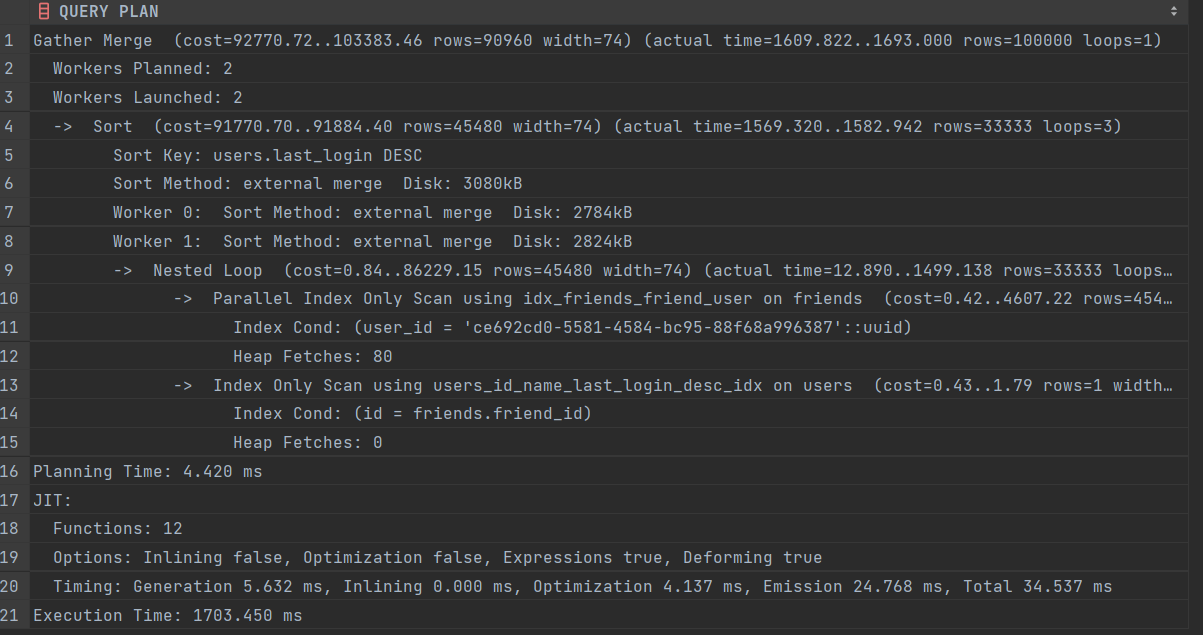 QUERY PLAN
1 Gather Merge  (cost=92770.72..103383.46 rows=90960 width=74) (actual time=1609.822..1693.000 rows=100000 loops=1)
2   Workers Planned: 2
3   Workers Launched: 2
4   ->  Sort  (cost=91770.70..91884.40 rows=45480 width=74) (actual time=1569.320..1582.942 rows=33333 loops=3)
5         Sort Key: users.last_login DESC
6         Sort Method: external merge  Disk: 3080kB
7         Worker 0:  Sort Method: external merge  Disk: 2784kB
8         Worker 1:  Sort Method: external merge  Disk: 2824kB
9         ->  Nested Loop  (cost=0.84..86229.15 rows=45480 width=74) (actual time=12.890..1499.138 rows=33333 loops…
10               ->  Parallel Index Only Scan using idx_friends_friend_user on friends  (cost=0.42..4607.22 rows=454…
11                     Index Cond: (user_id = 'ce692cd0-5581-4584-bc95-88f68a996387'::uuid)
12                     Heap Fetches: 80
13               ->  Index Only Scan using users_id_name_last_login_desc_idx on users  (cost=0.43..1.79 rows=1 width…
14                     Index Cond: (id = friends.friend_id)
15                     Heap Fetches: 0
16 Planning Time: 4.420 ms
17 JIT:
18   Functions: 12
19   Options: Inlining false, Optimization false, Expressions true, Deforming true
20   Timing: Generation 5.632 ms, Inlining 0.000 ms, Optimization 4.137 ms, Emission 24.768 ms, Total 34.537 ms
21 Execution Time: 1703.450 ms